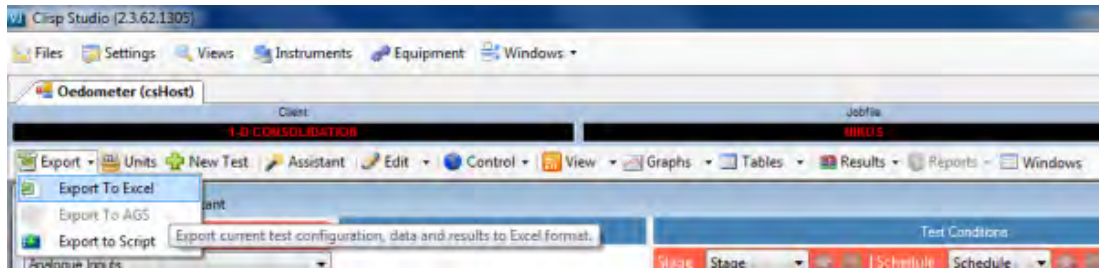 Clisp Studio (2.3.62.1305)
Files Settings Views Instruments Equipment Windows
Oedometer (csHost)
Client Jobfile
1-D CONSOLIDATION NIKOS
Export Units New Test Assistant Edit Control View Graphs Tables Results Reports Windows
Export To Excel
Export To AGS
Export to Script
Export current test configuration, data and results to Excel format.
Test Conditions
Analogue Inputs
Stage Stage Schedule Schedule